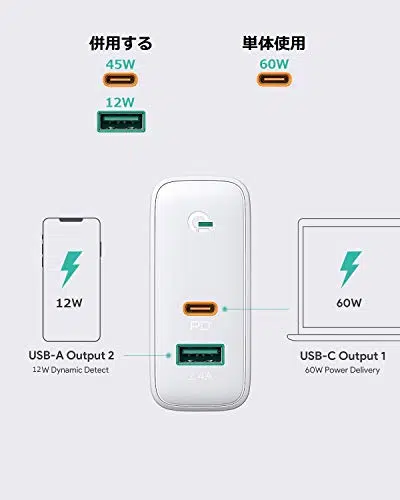 併用する
45W
12W
単体使用
60W
12W
60W
PD
2.4A
USB-A Output 2
12W Dynamic Detect
USB-C Output 1
60W Power Delivery